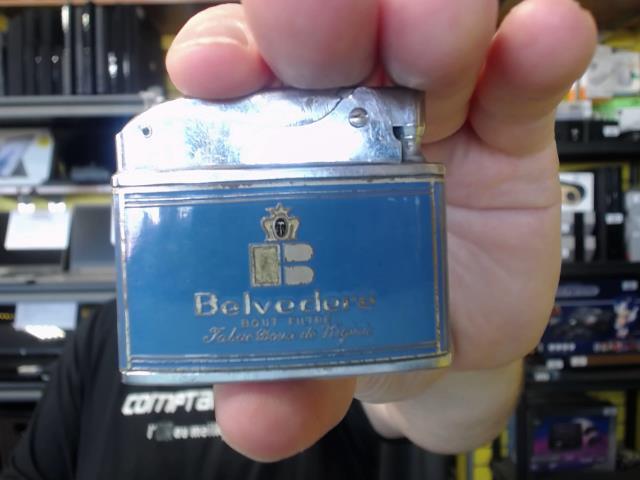 Belvedere
BOUT FILTRE
Tabac Doux de Virginie
COMPTA
l'